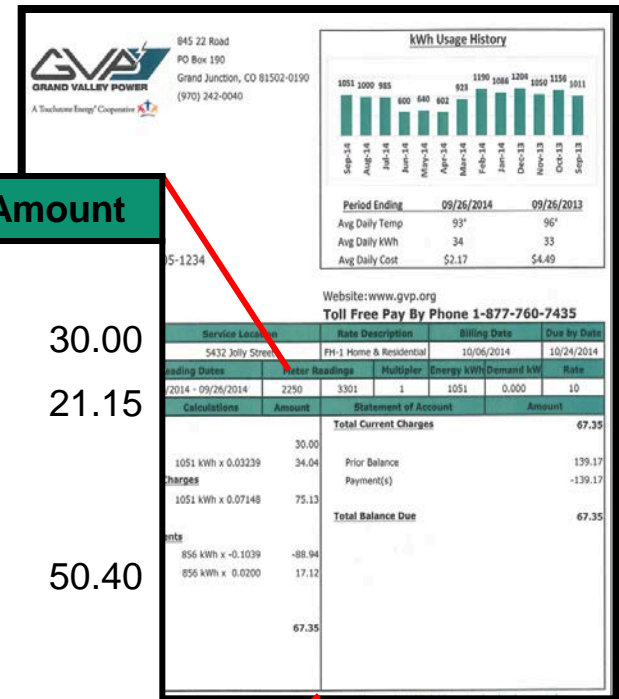 GVP
GRAND VALLEY POWER
A Touchstone Energy® Cooperative
845 22 Road
PO Box 190
Grand Junction, CO 81502-0190
(970) 242-0040
kWh Usage History
1051 1000 985 600 640 602 923 1190 1086 1204 1050 1156 1011
Sep-14 Aug-14 Jul-14 Jun-14 May-14 Apr-14 Mar-14 Feb-14 Jan-14 Dec-13 Nov-13 Oct-13 Sep-13
Period Ending 09/26/2014 09/26/2013
Avg Daily Temp 93° 96°
Avg Daily kWh 34 33
Avg Daily Cost $2.17 $4.49
Amount
30.00
21.15
50.40
05-1234
Website:www.gvp.org
Toll Free Pay By Phone 1-877-760-7435
Service Location Rate Description Billing Date Due by Date
5432 Jolly Street FH-1 Home & Residential 10/06/2014 10/24/2014
eading Dates Meter Readings Multipler Energy kWh Demand kW Rate
/2014 - 09/26/2014 2250 3301 1 1051 0.000 10
Calculations Amount Statement of Account Amount
Total Current Charges 67.35
30.00
1051 kWh x 0.03239 34.04 Prior Balance 139.17
Charges Payment(s) -139.17
1051 kWh x 0.07148 75.13
Total Balance Due 67.35
ents
856 kWh x -0.1039 -88.94
856 kWh x 0.0200 17.12
67.35